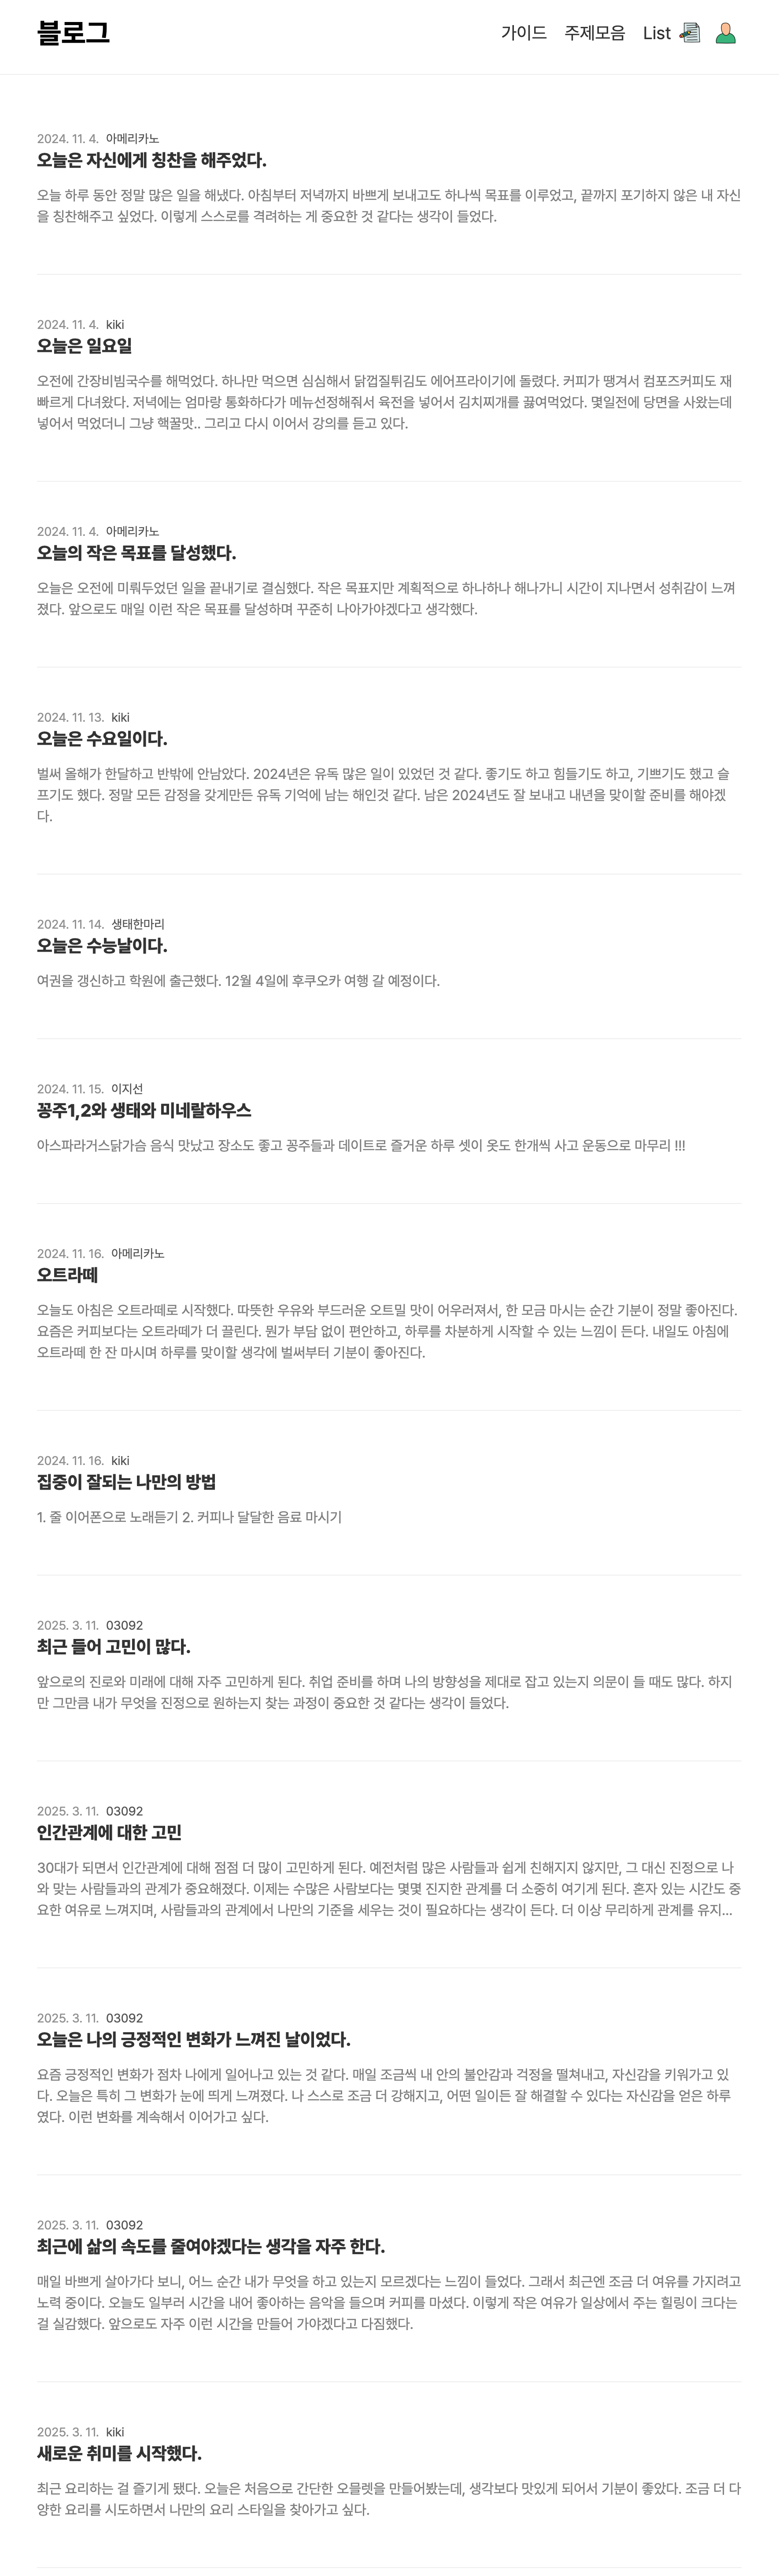 블로그
가이드 주제모음 List
2024. 11. 4. 아메리카노
오늘은 자신에게 칭찬을 해주었다.
오늘 하루 동안 정말 많은 일을 해냈다. 아침부터 저녁까지 바쁘게 보내고도 하나씩 목표를 이루었고, 끝까지 포기하지 않은 내 자신
을 칭찬해주고 싶었다. 이렇게 스스로를 격려하는 게 중요한 것 같다는 생각이 들었다.
2024. 11. 4. kiki
오늘은 일요일
오전에 간장비빔국수를 해먹었다. 하나만 먹으면 심심해서 닭껍질튀김도 에어프라이기에 돌렸다. 커피가 땡겨서 컴포즈커피도 재
빠르게 다녀왔다. 저녁에는 엄마랑 통화하다가 메뉴선정해줘서 육전을 넣어서 김치찌개를 끓여먹었다. 몇일전에 당면을 사왔는데
넣어서 먹었더니 그냥 핵꿀맛.. 그리고 다시 이어서 강의를 듣고 있다.
2024. 11. 4. 아메리카노
오늘의 작은 목표를 달성했다.
오늘은 오전에 미뤄두었던 일을 끝내기로 결심했다. 작은 목표지만 계획적으로 하나하나 해나가니 시간이 지나면서 성취감이 느껴
졌다. 앞으로도 매일 이런 작은 목표를 달성하며 꾸준히 나아가야겠다고 생각했다.
2024. 11. 13. kiki
오늘은 수요일이다.
벌써 올해가 한달하고 반밖에 안남았다. 2024년은 유독 많은 일이 있었던 것 같다. 좋기도 하고 힘들기도 하고, 기쁘기도 했고 슬
프기도 했다. 정말 모든 감정을 갖게만든 유독 기억에 남는 해인것 같다. 남은 2024년도 잘 보내고 내년을 맞이할 준비를 해야겠
다.
2024. 11. 14. 생태한마리
오늘은 수능날이다.
여권을 갱신하고 학원에 출근했다. 12월 4일에 후쿠오카 여행 갈 예정이다.
2024. 11. 15. 이지선
꽁주1,2와 생태와 미네랄하우스
아스파라거스닭가슴 음식 맛났고 장소도 좋고 꽁주들과 데이트로 즐거운 하루 셋이 옷도 한개씩 사고 운동으로 마무리 !!!
2024. 11. 16. 아메리카노
오트라떼
오늘도 아침은 오트라떼로 시작했다. 따뜻한 우유와 부드러운 오트밀 맛이 어우러져서, 한 모금 마시는 순간 기분이 정말 좋아진다.
요즘은 커피보다는 오트라떼가 더 끌린다. 뭔가 부담 없이 편안하고, 하루를 차분하게 시작할 수 있는 느낌이 든다. 내일도 아침에
오트라떼 한 잔 마시며 하루를 맞이할 생각에 벌써부터 기분이 좋아진다.
2024. 11. 16. kiki
집중이 잘되는 나만의 방법
1. 줄 이어폰으로 노래듣기 2. 커피나 달달한 음료 마시기
2025. 3. 11. 03092
최근 들어 고민이 많다.
앞으로의 진로와 미래에 대해 자주 고민하게 된다. 취업 준비를 하며 나의 방향성을 제대로 잡고 있는지 의문이 들 때도 많다. 하지
만 그만큼 내가 무엇을 진정으로 원하는지 찾는 과정이 중요한 것 같다는 생각이 들었다.
2025. 3. 11. 03092
인간관계에 대한 고민
30대가 되면서 인간관계에 대해 점점 더 많이 고민하게 된다. 예전처럼 많은 사람들과 쉽게 친해지지 않지만, 그 대신 진정으로 나
와 맞는 사람들과의 관계가 중요해졌다. 이제는 수많은 사람보다는 몇몇 진지한 관계를 더 소중히 여기게 된다. 혼자 있는 시간도 중
요한 여유로 느껴지며, 사람들과의 관계에서 나만의 기준을 세우는 것이 필요하다는 생각이 든다. 더 이상 무리하게 관계를 유지...
2025. 3. 11. 03092
오늘은 나의 긍정적인 변화가 느껴진 날이었다.
요즘 긍정적인 변화가 점차 나에게 일어나고 있는 것 같다. 매일 조금씩 내 안의 불안감과 걱정을 떨쳐내고, 자신감을 키워가고 있
다. 오늘은 특히 그 변화가 눈에 띄게 느껴졌다. 나 스스로 조금 더 강해지고, 어떤 일이든 잘 해결할 수 있다는 자신감을 얻은 하루
였다. 이런 변화를 계속해서 이어가고 싶다.
2025. 3. 11. 03092
최근에 삶의 속도를 줄여야겠다는 생각을 자주 한다.
매일 바쁘게 살아가다 보니, 어느 순간 내가 무엇을 하고 있는지 모르겠다는 느낌이 들었다. 그래서 최근엔 조금 더 여유를 가지려고
노력 중이다. 오늘도 일부러 시간을 내어 좋아하는 음악을 들으며 커피를 마셨다. 이렇게 작은 여유가 일상에서 주는 힐링이 크다는
걸 실감했다. 앞으로도 자주 이런 시간을 만들어 가야겠다고 다짐했다.
2025. 3. 11. kiki
새로운 취미를 시작했다.
최근 요리하는 걸 즐기게 됐다. 오늘은 처음으로 간단한 오믈렛을 만들어봤는데, 생각보다 맛있게 되어서 기분이 좋았다. 조금 더 다
양한 요리를 시도하면서 나만의 요리 스타일을 찾아가고 싶다.